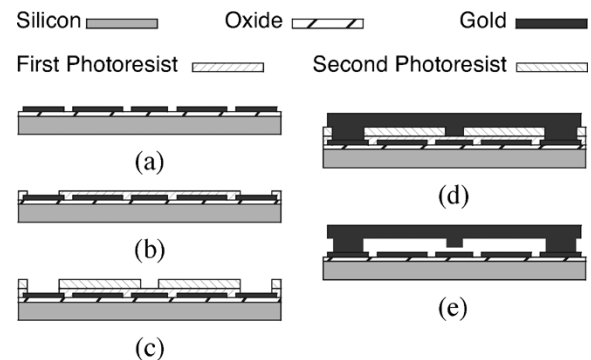 Silicon Oxide Gold
First Photoresist Second Photoresist
(a)
(b)
(c)
(d)
(e)